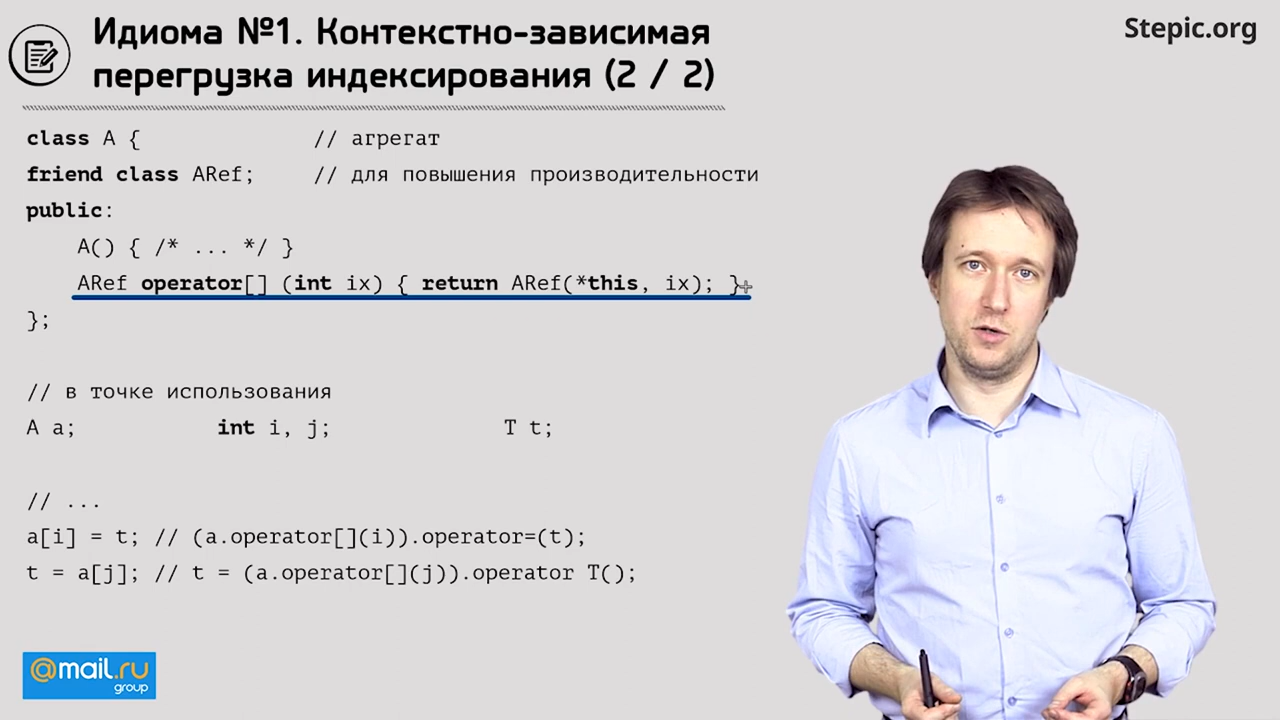 Идиома №1. Контекстно-зависимая
перегрузка индексирования (2 / 2)
Stepic.org
class A { // агрегат
friend class ARef; // для повышения производительности
public:
A() { /* ... */ }
ARef operator[] (int ix) { return ARef(*this, ix); }
};
// в точке использования
A a; int i, j; T t;
// ...
a[i] = t; // (a.operator[](i)).operator=(t);
t = a[j]; // t = (a.operator[](j)).operator T();
@mail.ru
group